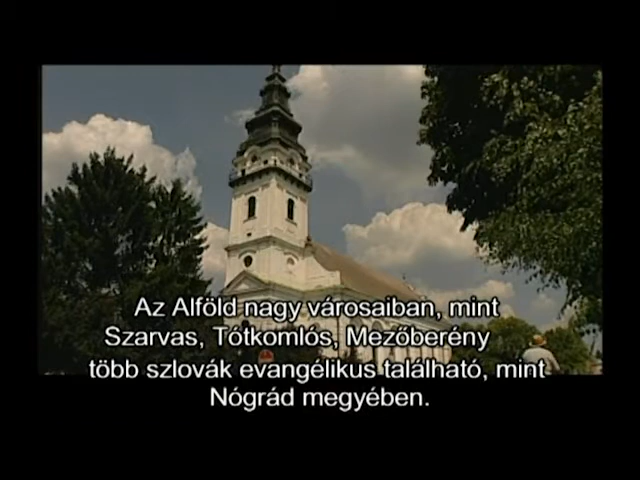 Az Alföld nagy városaiban, mint
Szarvas, Tótkomlós, Mezőberény
több szlovák evangélikus található, mint
Nógrád megyében.